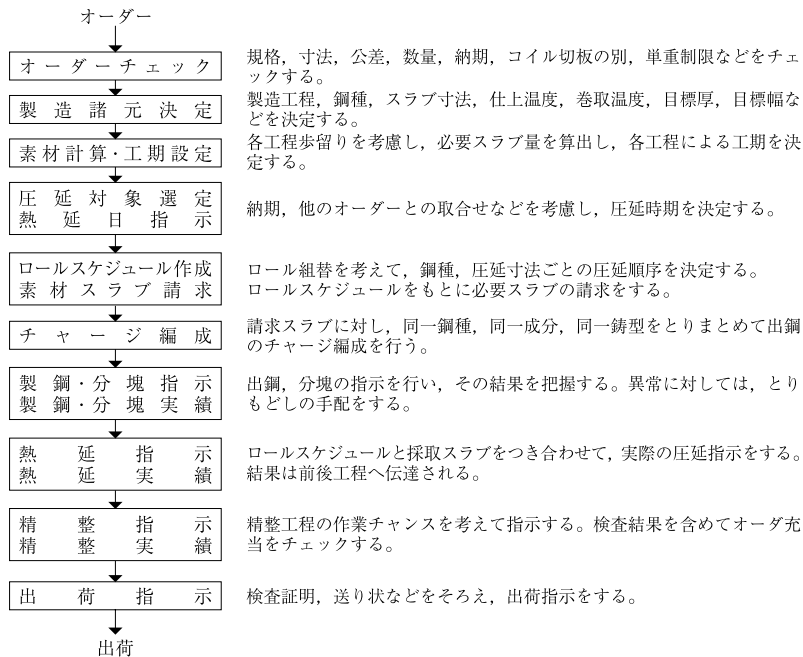 オーダー
オーダーチェック
規格，寸法，公差，数量，納期，コイル切板の別，単重制限などをチェ
ックする。
製造諸元決定
製造工程，鋼種，スラブ寸法，仕上温度，巻取温度，目標厚，目標幅な
どを決定する。
素材計算・工期設定
各工程歩留りを考慮し，必要スラブ量を算出し，各工程による工期を決
定する。
圧延対象選定
熱延日指示
納期，他のオーダーとの取合せなどを考慮し，圧延時期を決定する。
ロールスケジュール作成
素材スラブ請求
ロール組替を考えて，鋼種，圧延寸法ごとの圧延順序を決定する。
ロールスケジュールをもとに必要スラブの請求をする。
チャージ編成
請求スラブに対し，同一鋼種，同一成分，同一鋳型をとりまとめて出鋼
のチャージ編成を行う。
製鋼・分塊指示
製鋼・分塊実績
出鋼，分塊の指示を行い，その結果を把握する。異常に対しては，とり
もどしの手配をする。
熱延指示
熱延実績
ロールスケジュールと採取スラブをつき合わせて，実際の圧延指示をする。
結果は前後工程へ伝達される。
精整指示
精整実績
精整工程の作業チャンスを考えて指示する。検査結果を含めてオーダ充
当をチェックする。
出荷指示
検査証明，送り状などをそろえ，出荷指示をする。
出荷